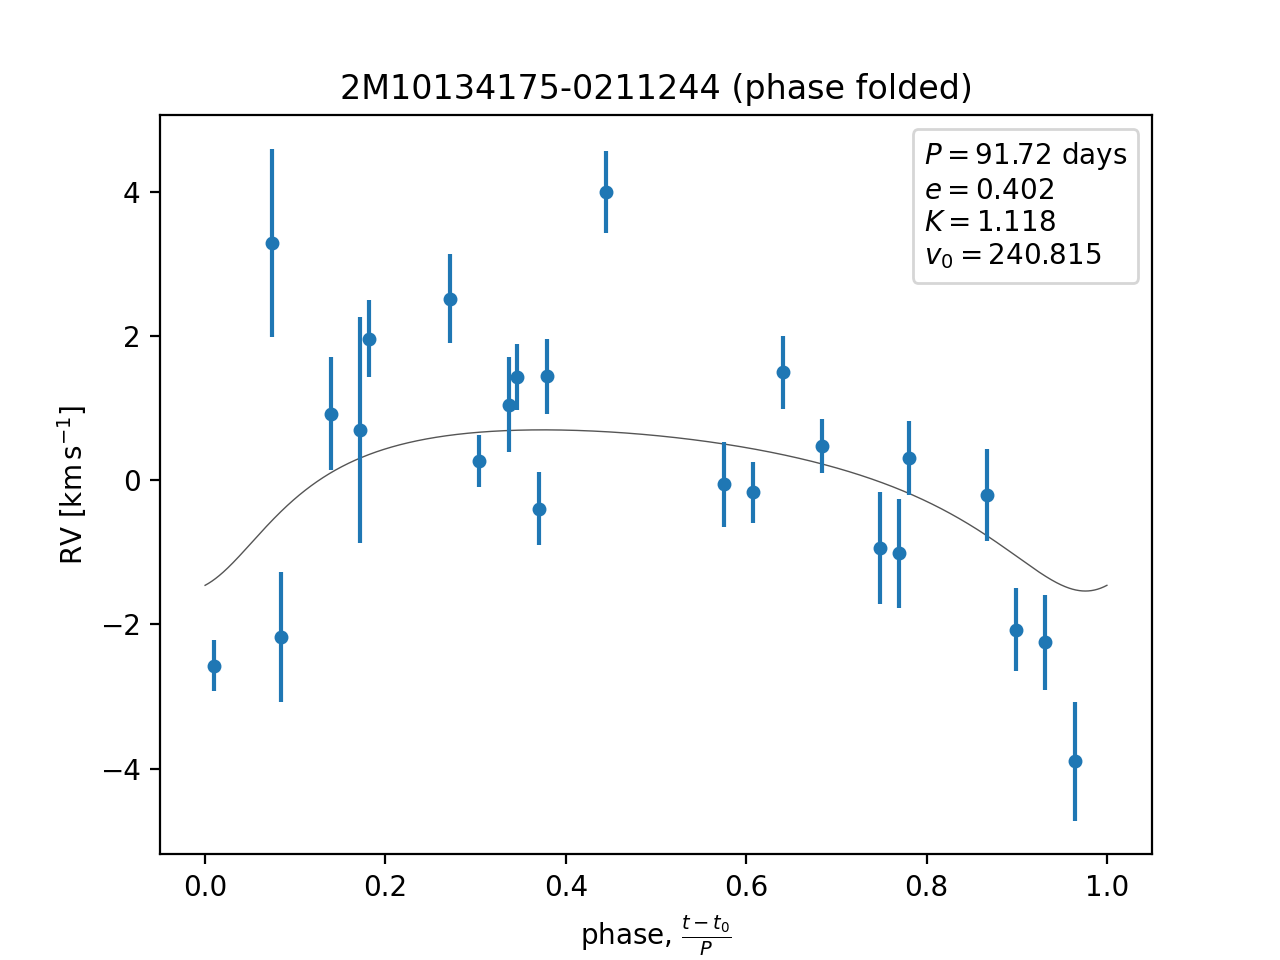 2M10134175-0211244 (phase folded)
P = 91.72 days
e = 0.402
K = 1.118
v₀ = 240.815
4
2
0
−2
−4
RV [km s⁻¹]
0.0 0.2 0.4 0.6 0.8 1.0
phase, (t − t₀)/P